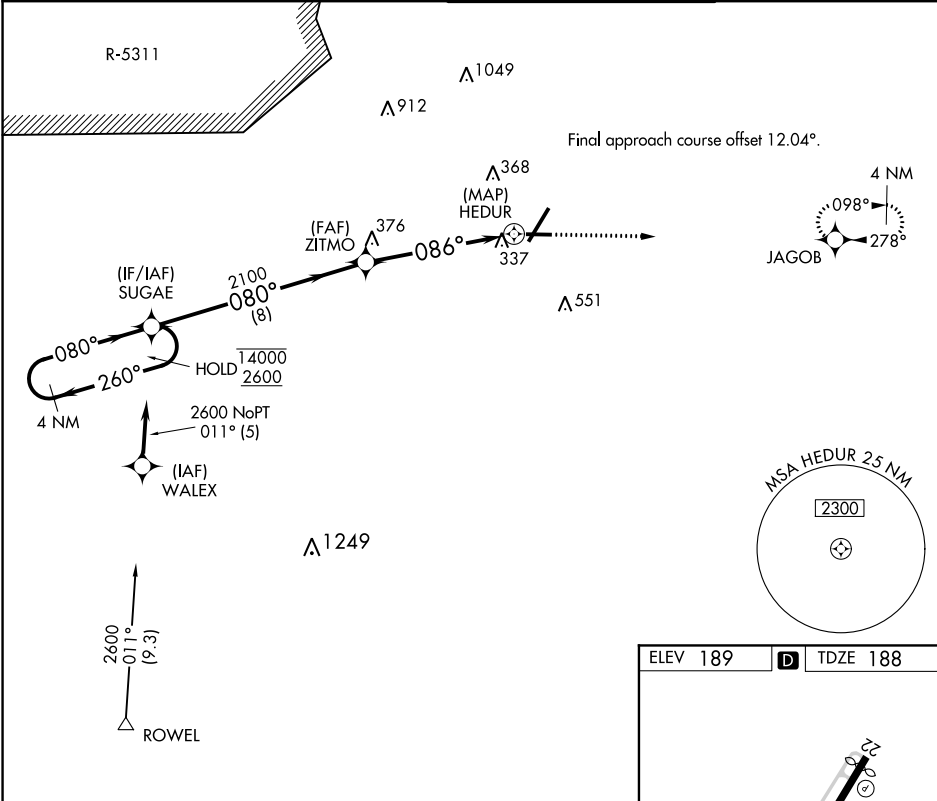 R-5311
1049
912
Final approach course offset 12.04°.
368
4 NM
(MAP)
HEDUR
098°
(FAF)
ZITMO
376
086°
278°
JAGOB
337
(IF/IAF)
SUGAE
2100
080°
(8)
551
080°
HOLD 14000
2600
260°
4 NM
2600 NoPT
011° (5)
(IAF)
WALEX
MSA HEDUR 25 NM
2300
1249
2600
011°
(9.3)
ROWEL
ELEV 189
D
TDZE 188
22
P